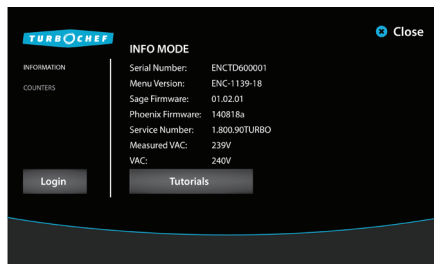 TURBOCHEF
Close
INFO MODE
INFORMATION
COUNTERS
Serial Number: ENCTD600001
Menu Version: ENC-1139-18
Sage Firmware: 01.02.01
Phoenix Firmware: 140818a
Service Number: 1.800.90TURBO
Measured VAC: 239V
VAC: 240V
Login
Tutorials